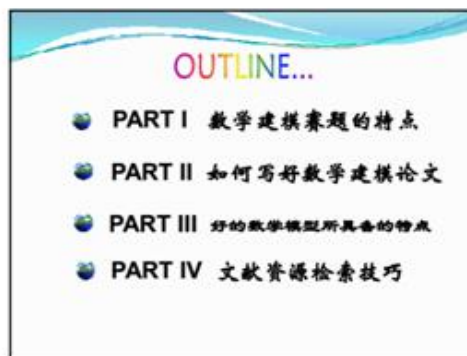 OUTLINE...
PART I 数学建模赛题的特点
PART II 如何写好数学建模论文
PART III 好的数学模型所具备的特点
PART IV 文献资源检索技巧